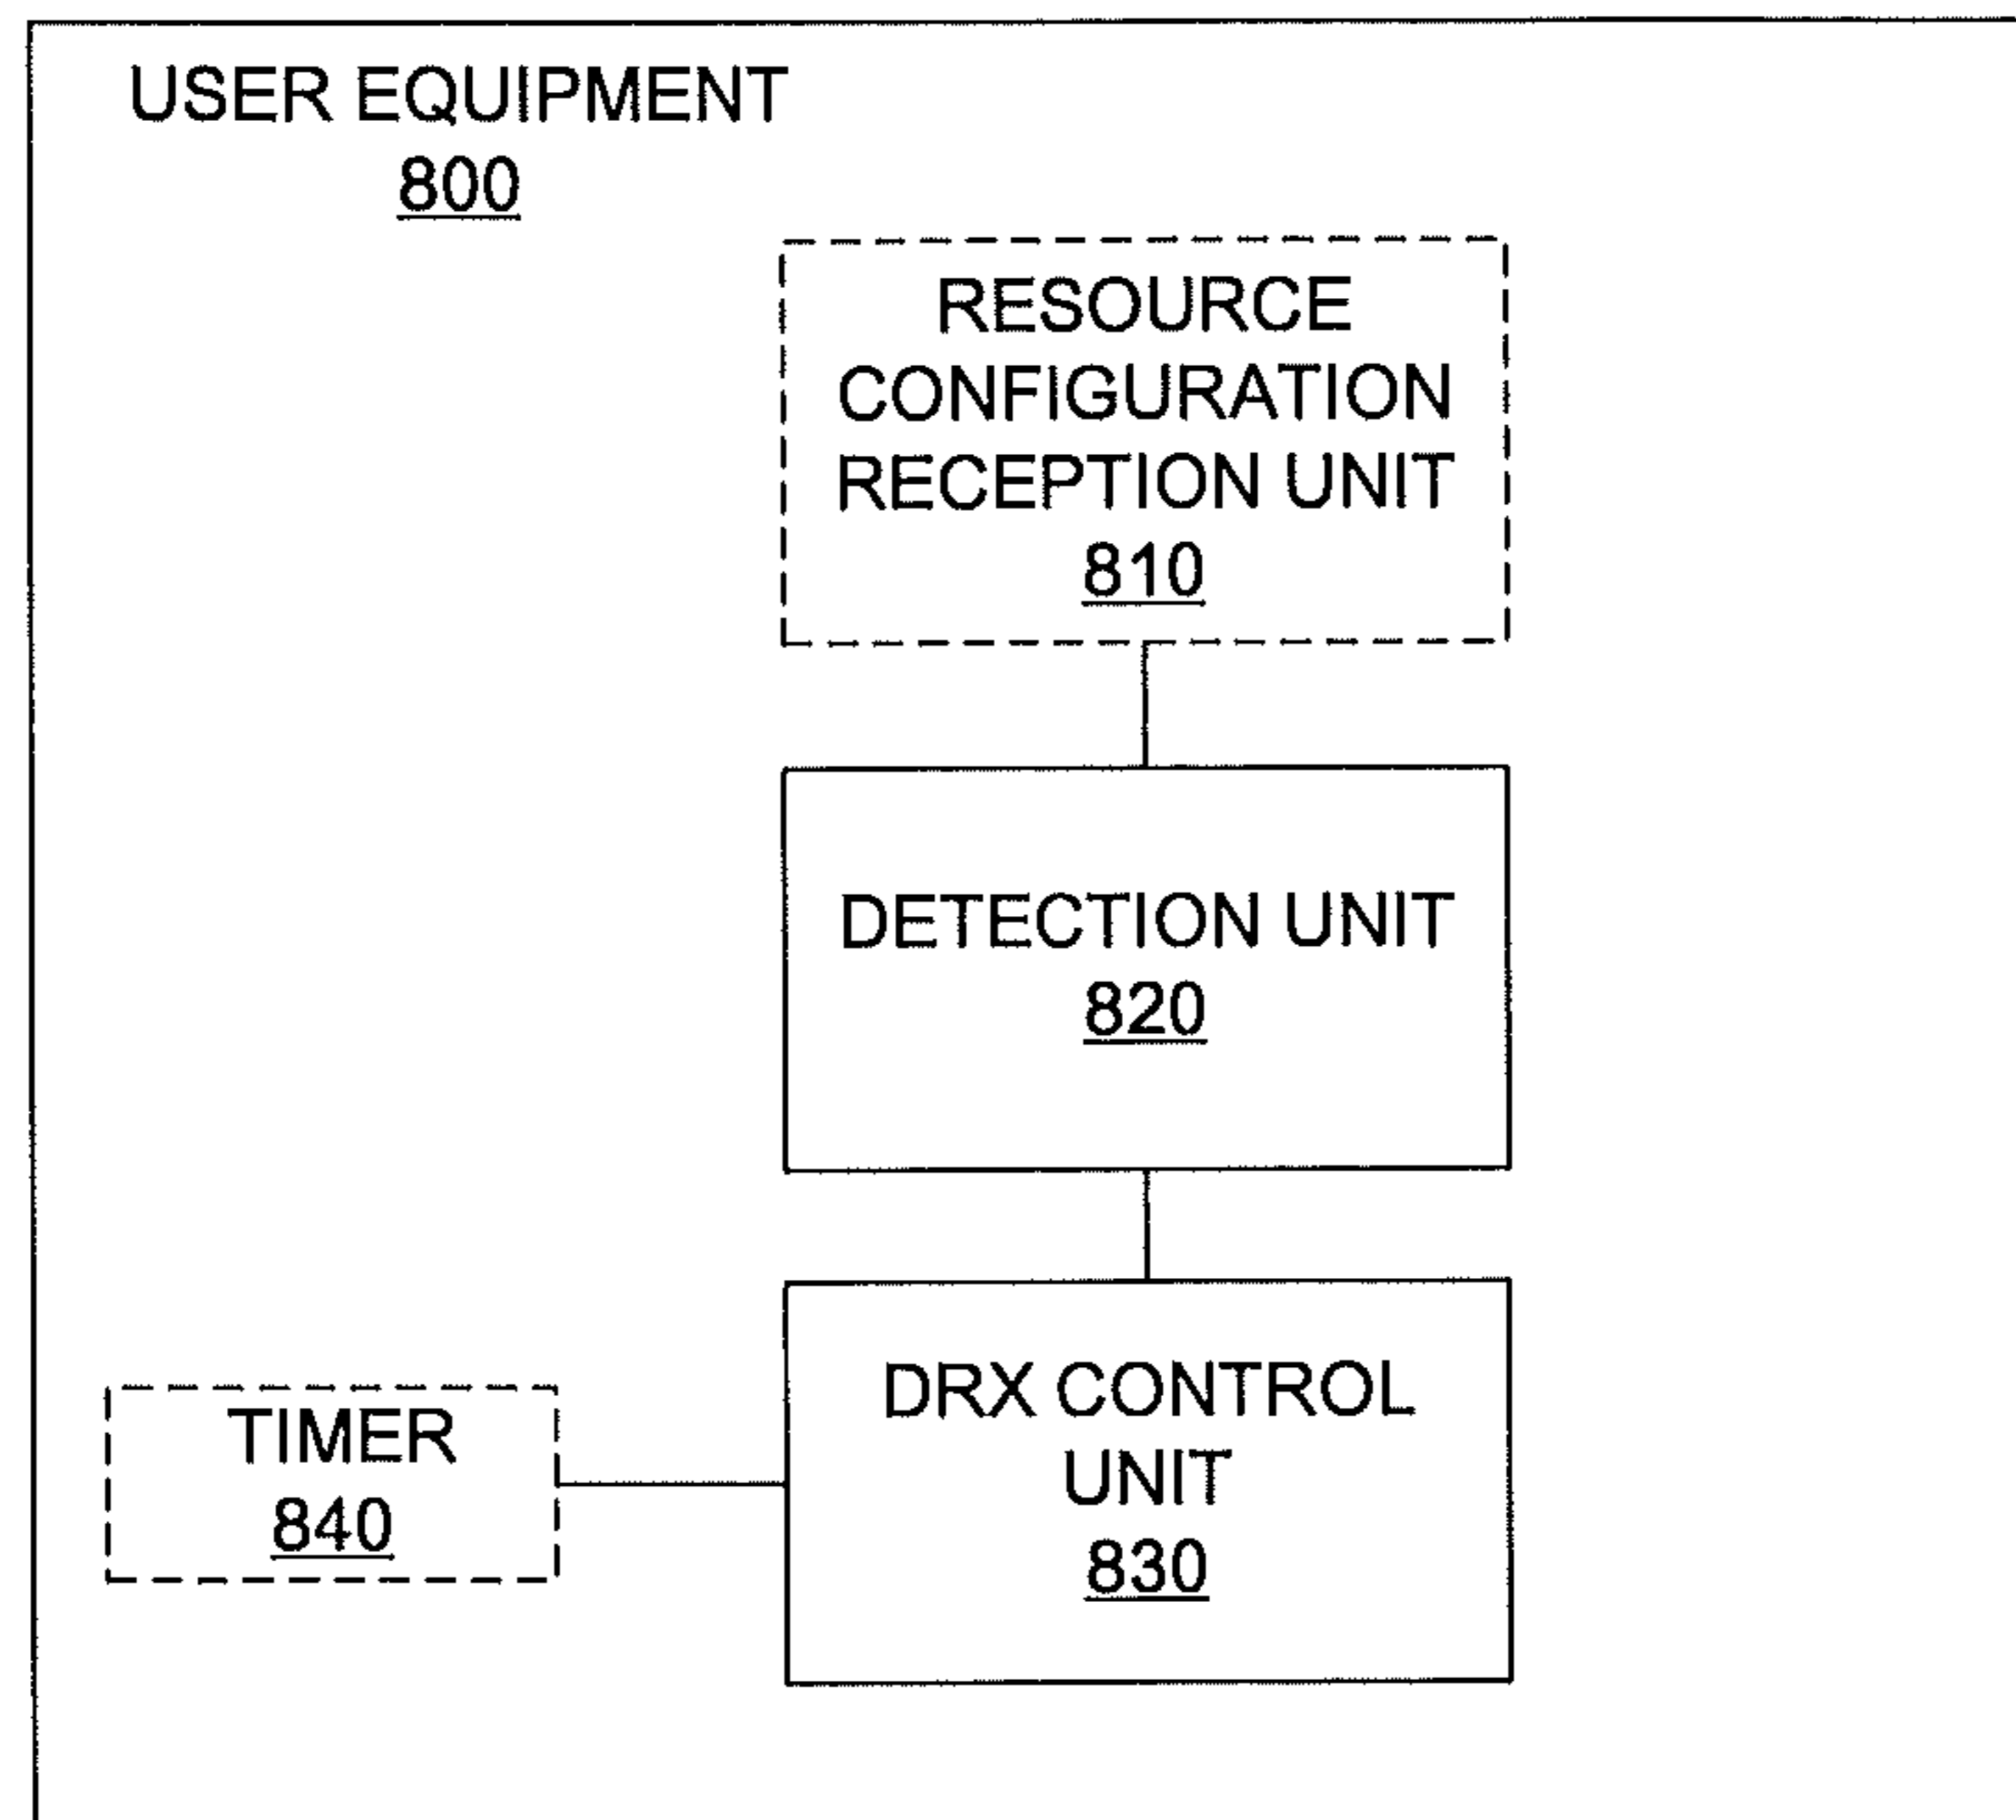 USER EQUIPMENT
800
RESOURCE
CONFIGURATION
RECEPTION UNIT
810
DETECTION UNIT
820
DRX CONTROL
UNIT
830
TIMER
840